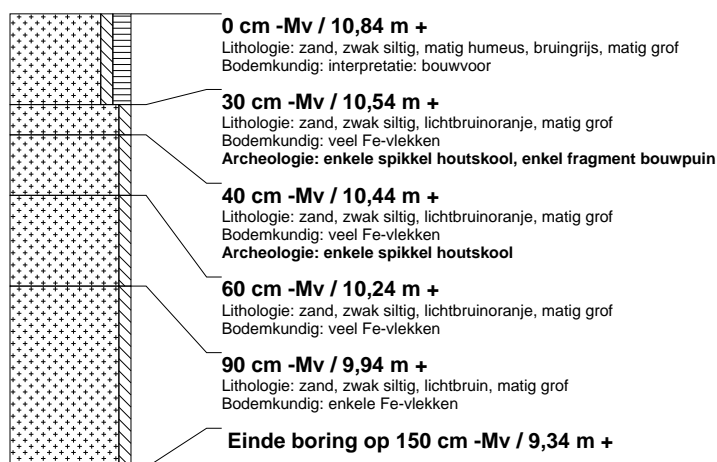 0 cm -Mv / 10,84 m +
Lithologie: zand, zwak siltig, matig humeus, bruingrijs, matig grof
Bodemkundig: interpretatie: bouwvoor
30 cm -Mv / 10,54 m +
Lithologie: zand, zwak siltig, lichtbruinoranje, matig grof
Bodemkundig: veel Fe-vlekken
Archeologie: enkele spikkel houtskool, enkel fragment bouwpuin
40 cm -Mv / 10,44 m +
Lithologie: zand, zwak siltig, lichtbruinoranje, matig grof
Bodemkundig: veel Fe-vlekken
Archeologie: enkele spikkel houtskool
60 cm -Mv / 10,24 m +
Lithologie: zand, zwak siltig, lichtbruinoranje, matig grof
Bodemkundig: veel Fe-vlekken
90 cm -Mv / 9,94 m +
Lithologie: zand, zwak siltig, lichtbruin, matig grof
Bodemkundig: enkele Fe-vlekken
Einde boring op 150 cm -Mv / 9,34 m +